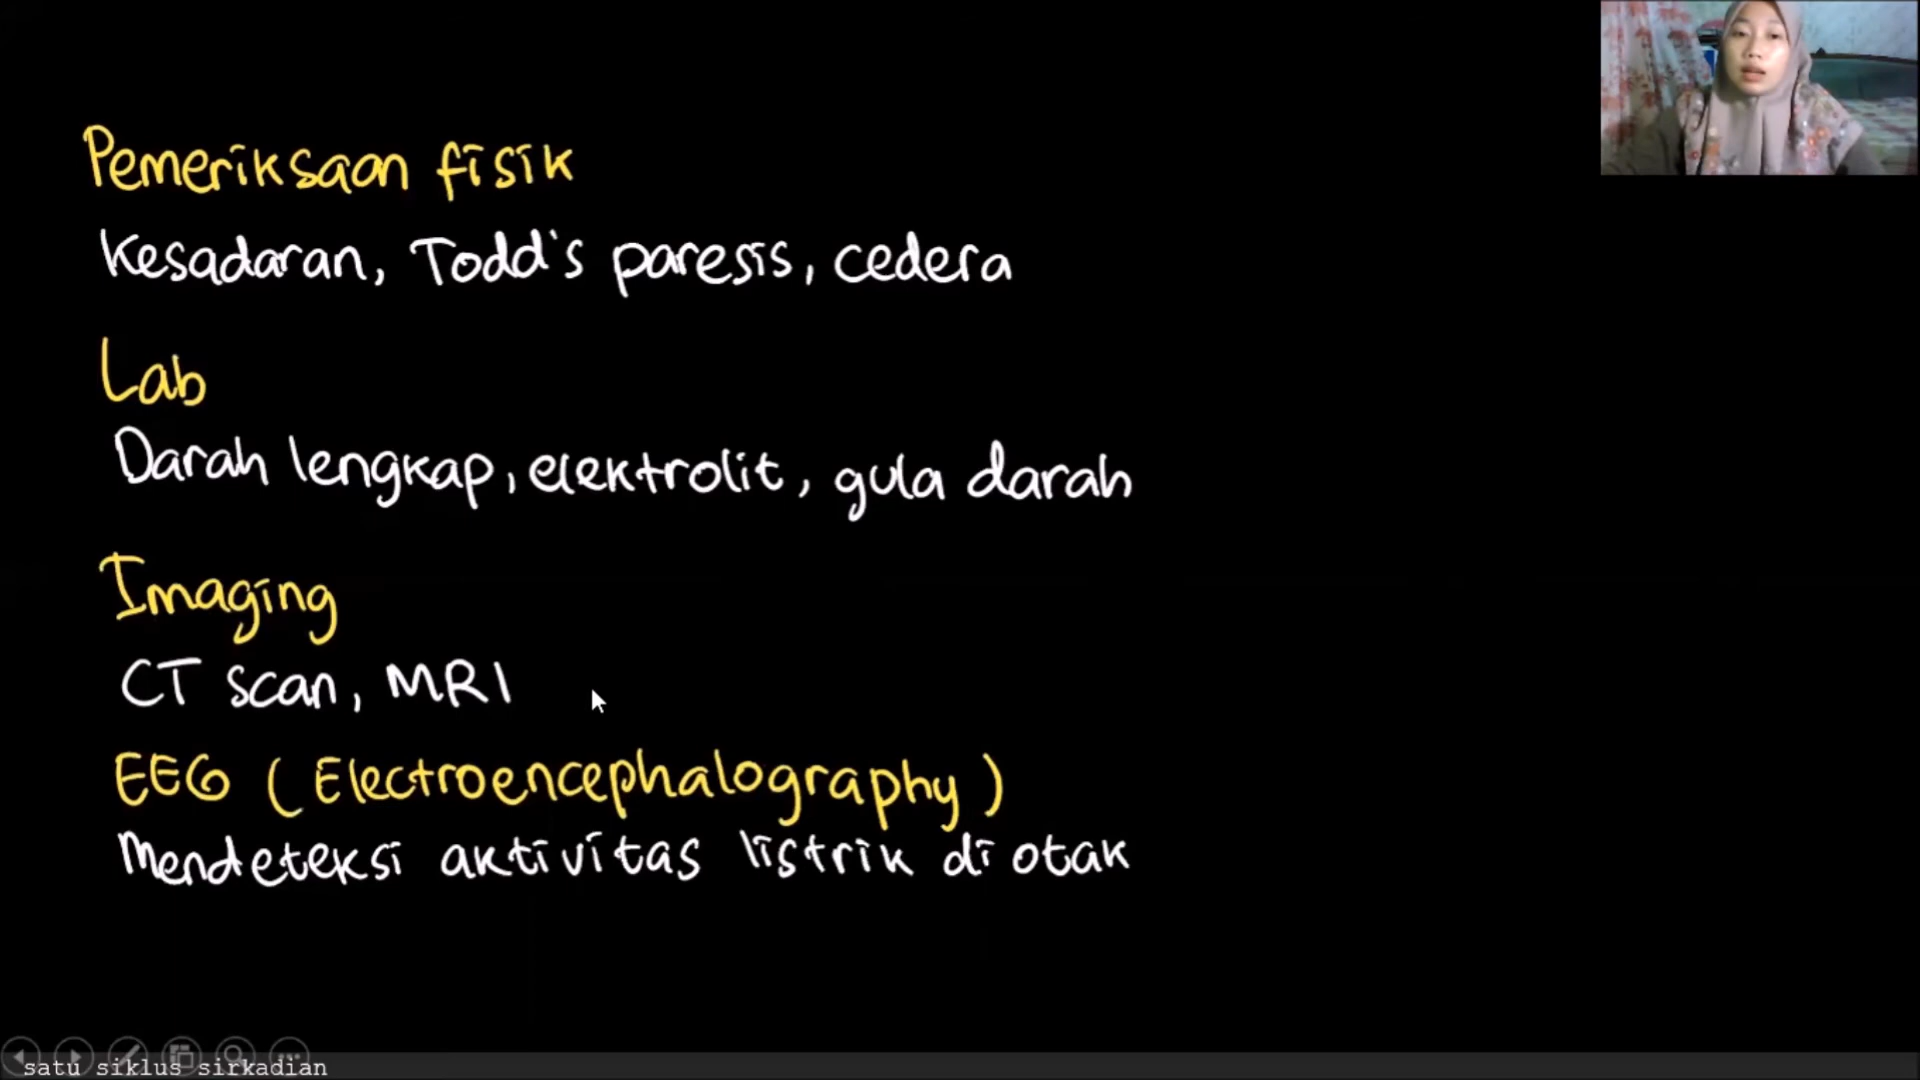 Pemeriksaan fisik
Kesadaran, Todd's paresis, cedera
Lab
Darah lengkap, elektrolit, gula darah
Imaging
CT scan, MRI
EEG (Electroencephalography)
Mendeteksi aktivitas listrik di otak
satu siklus sirkadian